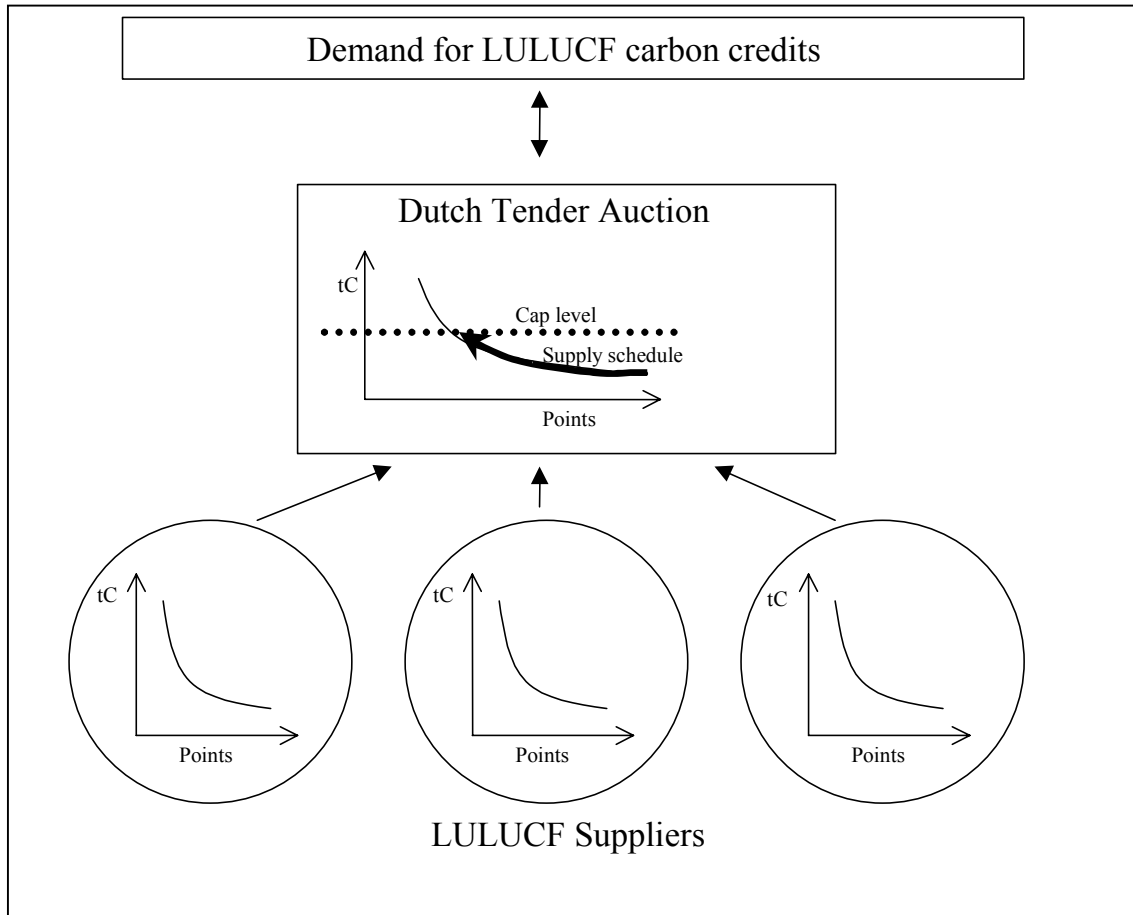 Demand for LULUCF carbon credits
Dutch Tender Auction
tC
Cap level
Supply schedule
Points
tC
Points
tC
Points
tC
Points
LULUCF Suppliers